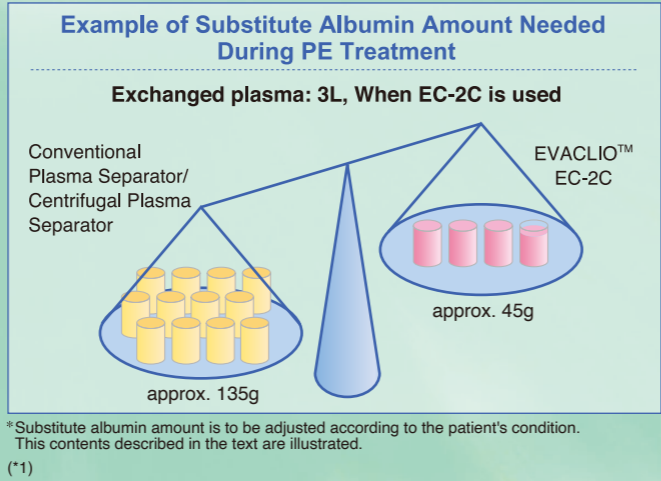 Example of Substitute Albumin Amount Needed
During PE Treatment
Exchanged plasma: 3L, When EC-2C is used
Conventional
Plasma Separator/
Centrifugal Plasma
Separator
EVACLIO™
EC-2C
approx. 45g
approx. 135g
*Substitute albumin amount is to be adjusted according to the patient's condition.
This contents described in the text are illustrated.
(*1)